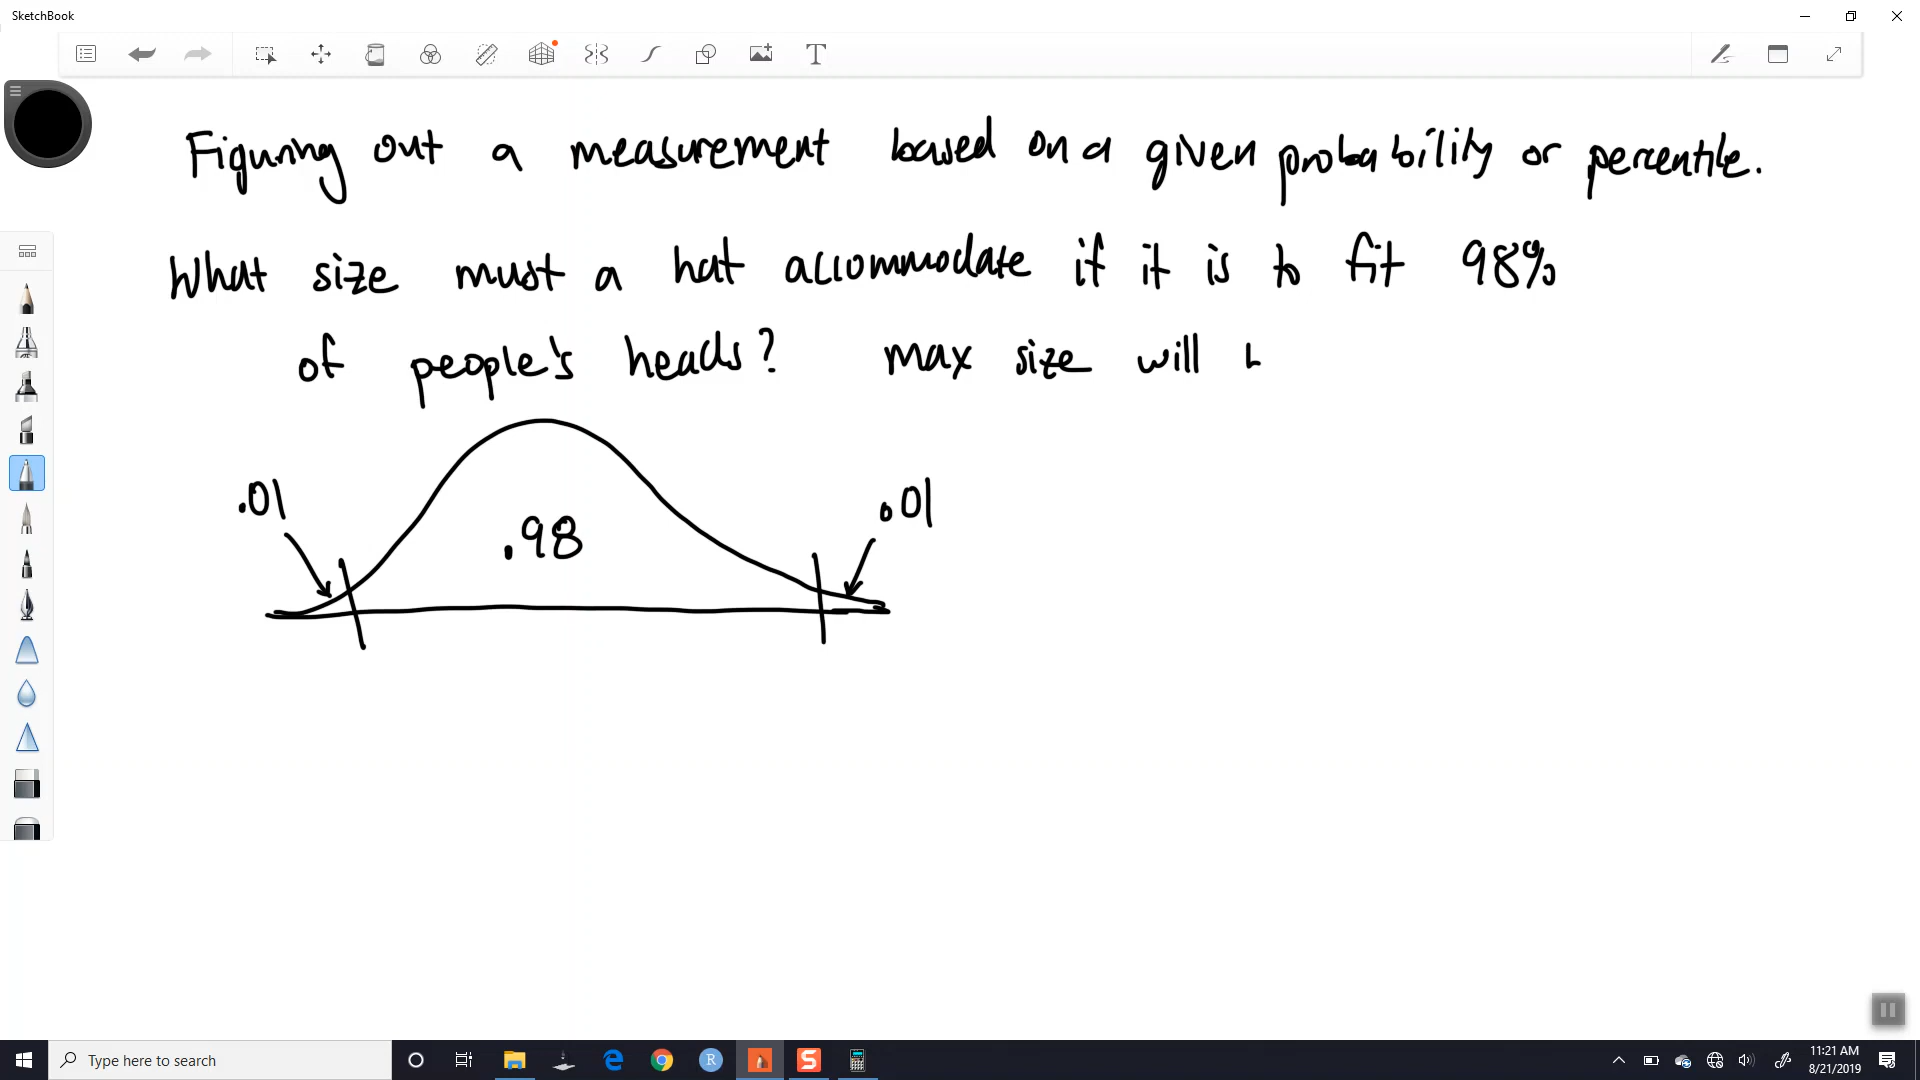 SketchBook
Figuring out a measurement based on a given probability or percentile.
What size must a hat accommodate if it is to fit 98%
of people's heads? max size will
.01
.98
.01
Type here to search
11:21 AM
8/21/2019